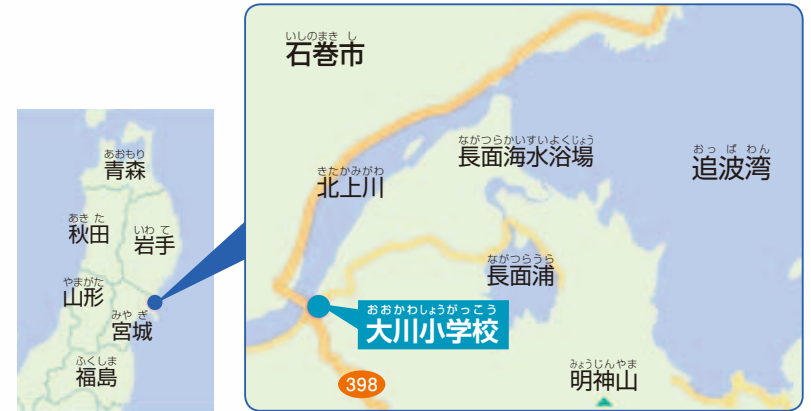 あおもり
青森
あきた
秋田
いわて
岩手
やまがた
山形
みやぎ
宮城
ふくしま
福島
いしのまきし
石巻市
ながつらかいすいよくじょう
長面海水浴場
おっぱわん
追波湾
きたかみがわ
北上川
ながつらうら
長面浦
おおかわしょうがっこう
大川小学校
398
みょうじんやま
明神山